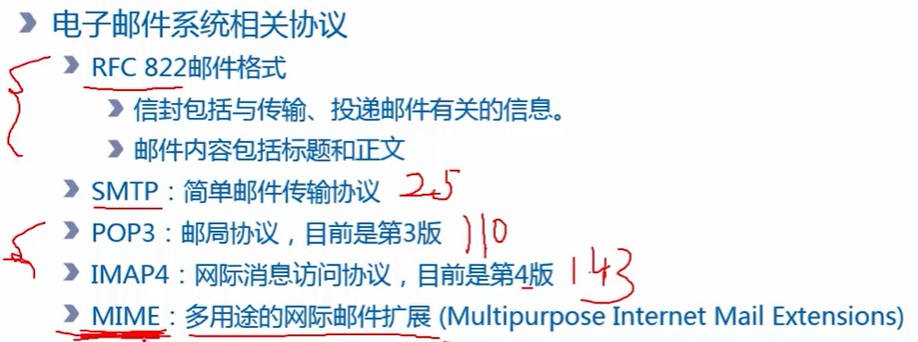 电子邮件系统相关协议
RFC 822邮件格式
信封包括与传输、投递邮件有关的信息。
邮件内容包括标题和正文
SMTP：简单邮件传输协议 25
POP3：邮局协议，目前是第3版 110
IMAP4：网际消息访问协议，目前是第4版 143
MIME：多用途的网际邮件扩展 (Multipurpose Internet Mail Extensions)